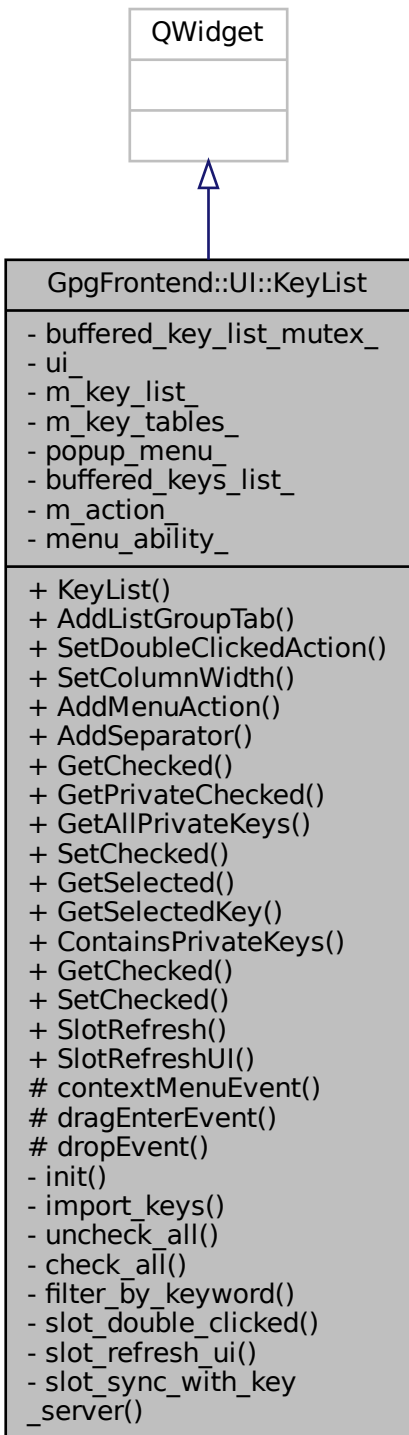 QWidget
GpgFrontend::UI::KeyList
- buffered_key_list_mutex_
- ui_
- m_key_list_
- m_key_tables_
- popup_menu_
- buffered_keys_list_
- m_action_
- menu_ability_
+ KeyList()
+ AddListGroupTab()
+ SetDoubleClickedAction()
+ SetColumnWidth()
+ AddMenuAction()
+ AddSeparator()
+ GetChecked()
+ GetPrivateChecked()
+ GetAllPrivateKeys()
+ SetChecked()
+ GetSelected()
+ GetSelectedKey()
+ ContainsPrivateKeys()
+ GetChecked()
+ SetChecked()
+ SlotRefresh()
+ SlotRefreshUI()
# contextMenuEvent()
# dragEnterEvent()
# dropEvent()
- init()
- import_keys()
- uncheck_all()
- check_all()
- filter_by_keyword()
- slot_double_clicked()
- slot_refresh_ui()
- slot_sync_with_key
_server()